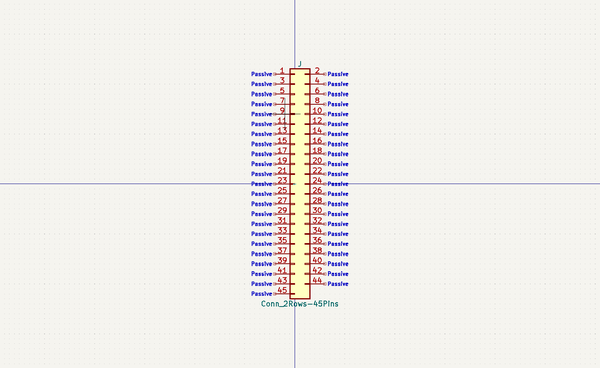 J
Passive 1 2 Passive
Passive 3 4 Passive
Passive 5 6 Passive
Passive 7 8 Passive
Passive 9 10 Passive
Passive 11 12 Passive
Passive 13 14 Passive
Passive 15 16 Passive
Passive 17 18 Passive
Passive 19 20 Passive
Passive 21 22 Passive
Passive 23 24 Passive
Passive 25 26 Passive
Passive 27 28 Passive
Passive 29 30 Passive
Passive 31 32 Passive
Passive 33 34 Passive
Passive 35 36 Passive
Passive 37 38 Passive
Passive 39 40 Passive
Passive 41 42 Passive
Passive 43 44 Passive
Passive 45
Conn_2Rows-45Pins